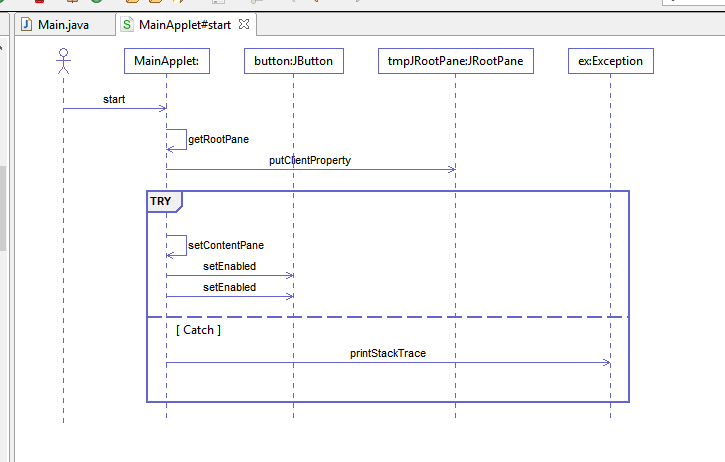 Main.java
MainApplet#start
MainApplet:
button:JButton
tmpJRootPane:JRootPane
ex:Exception
start
getRootPane
putClientProperty
TRY
setContentPane
setEnabled
setEnabled
[ Catch ]
printStackTrace